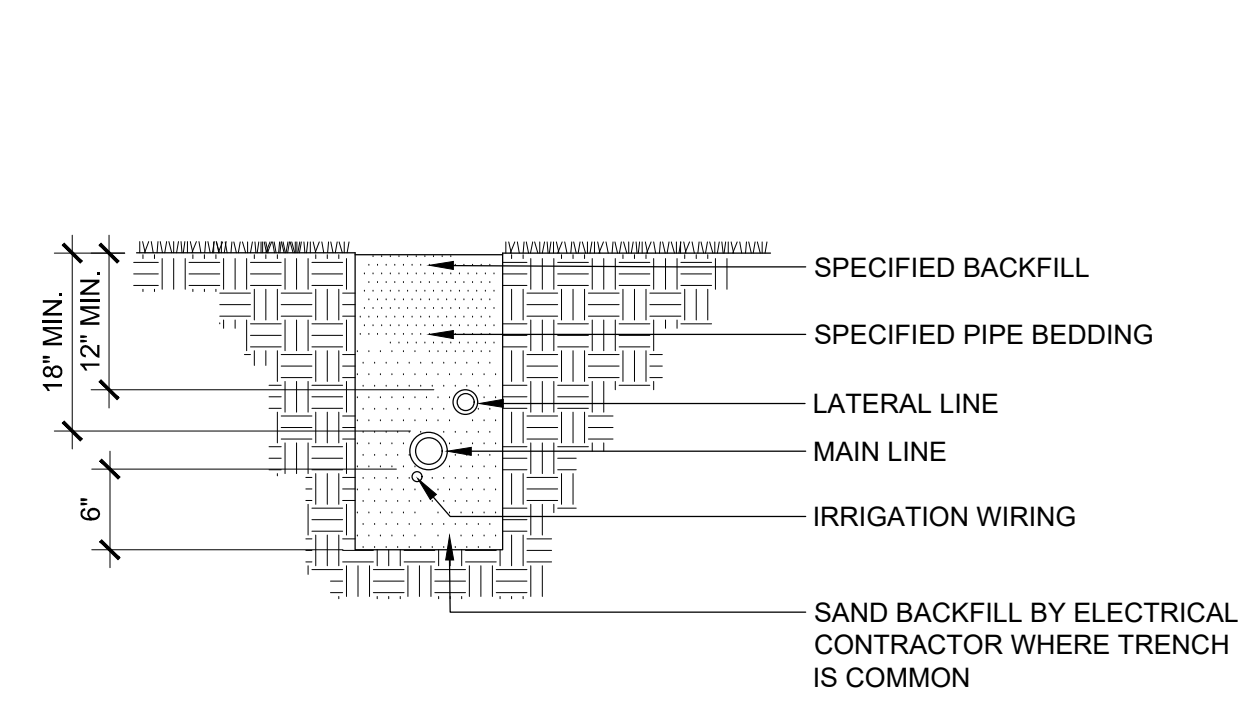 18" MIN.
12" MIN.
6"
SPECIFIED BACKFILL
SPECIFIED PIPE BEDDING
LATERAL LINE
MAIN LINE
IRRIGATION WIRING
SAND BACKFILL BY ELECTRICAL
CONTRACTOR WHERE TRENCH
IS COMMON